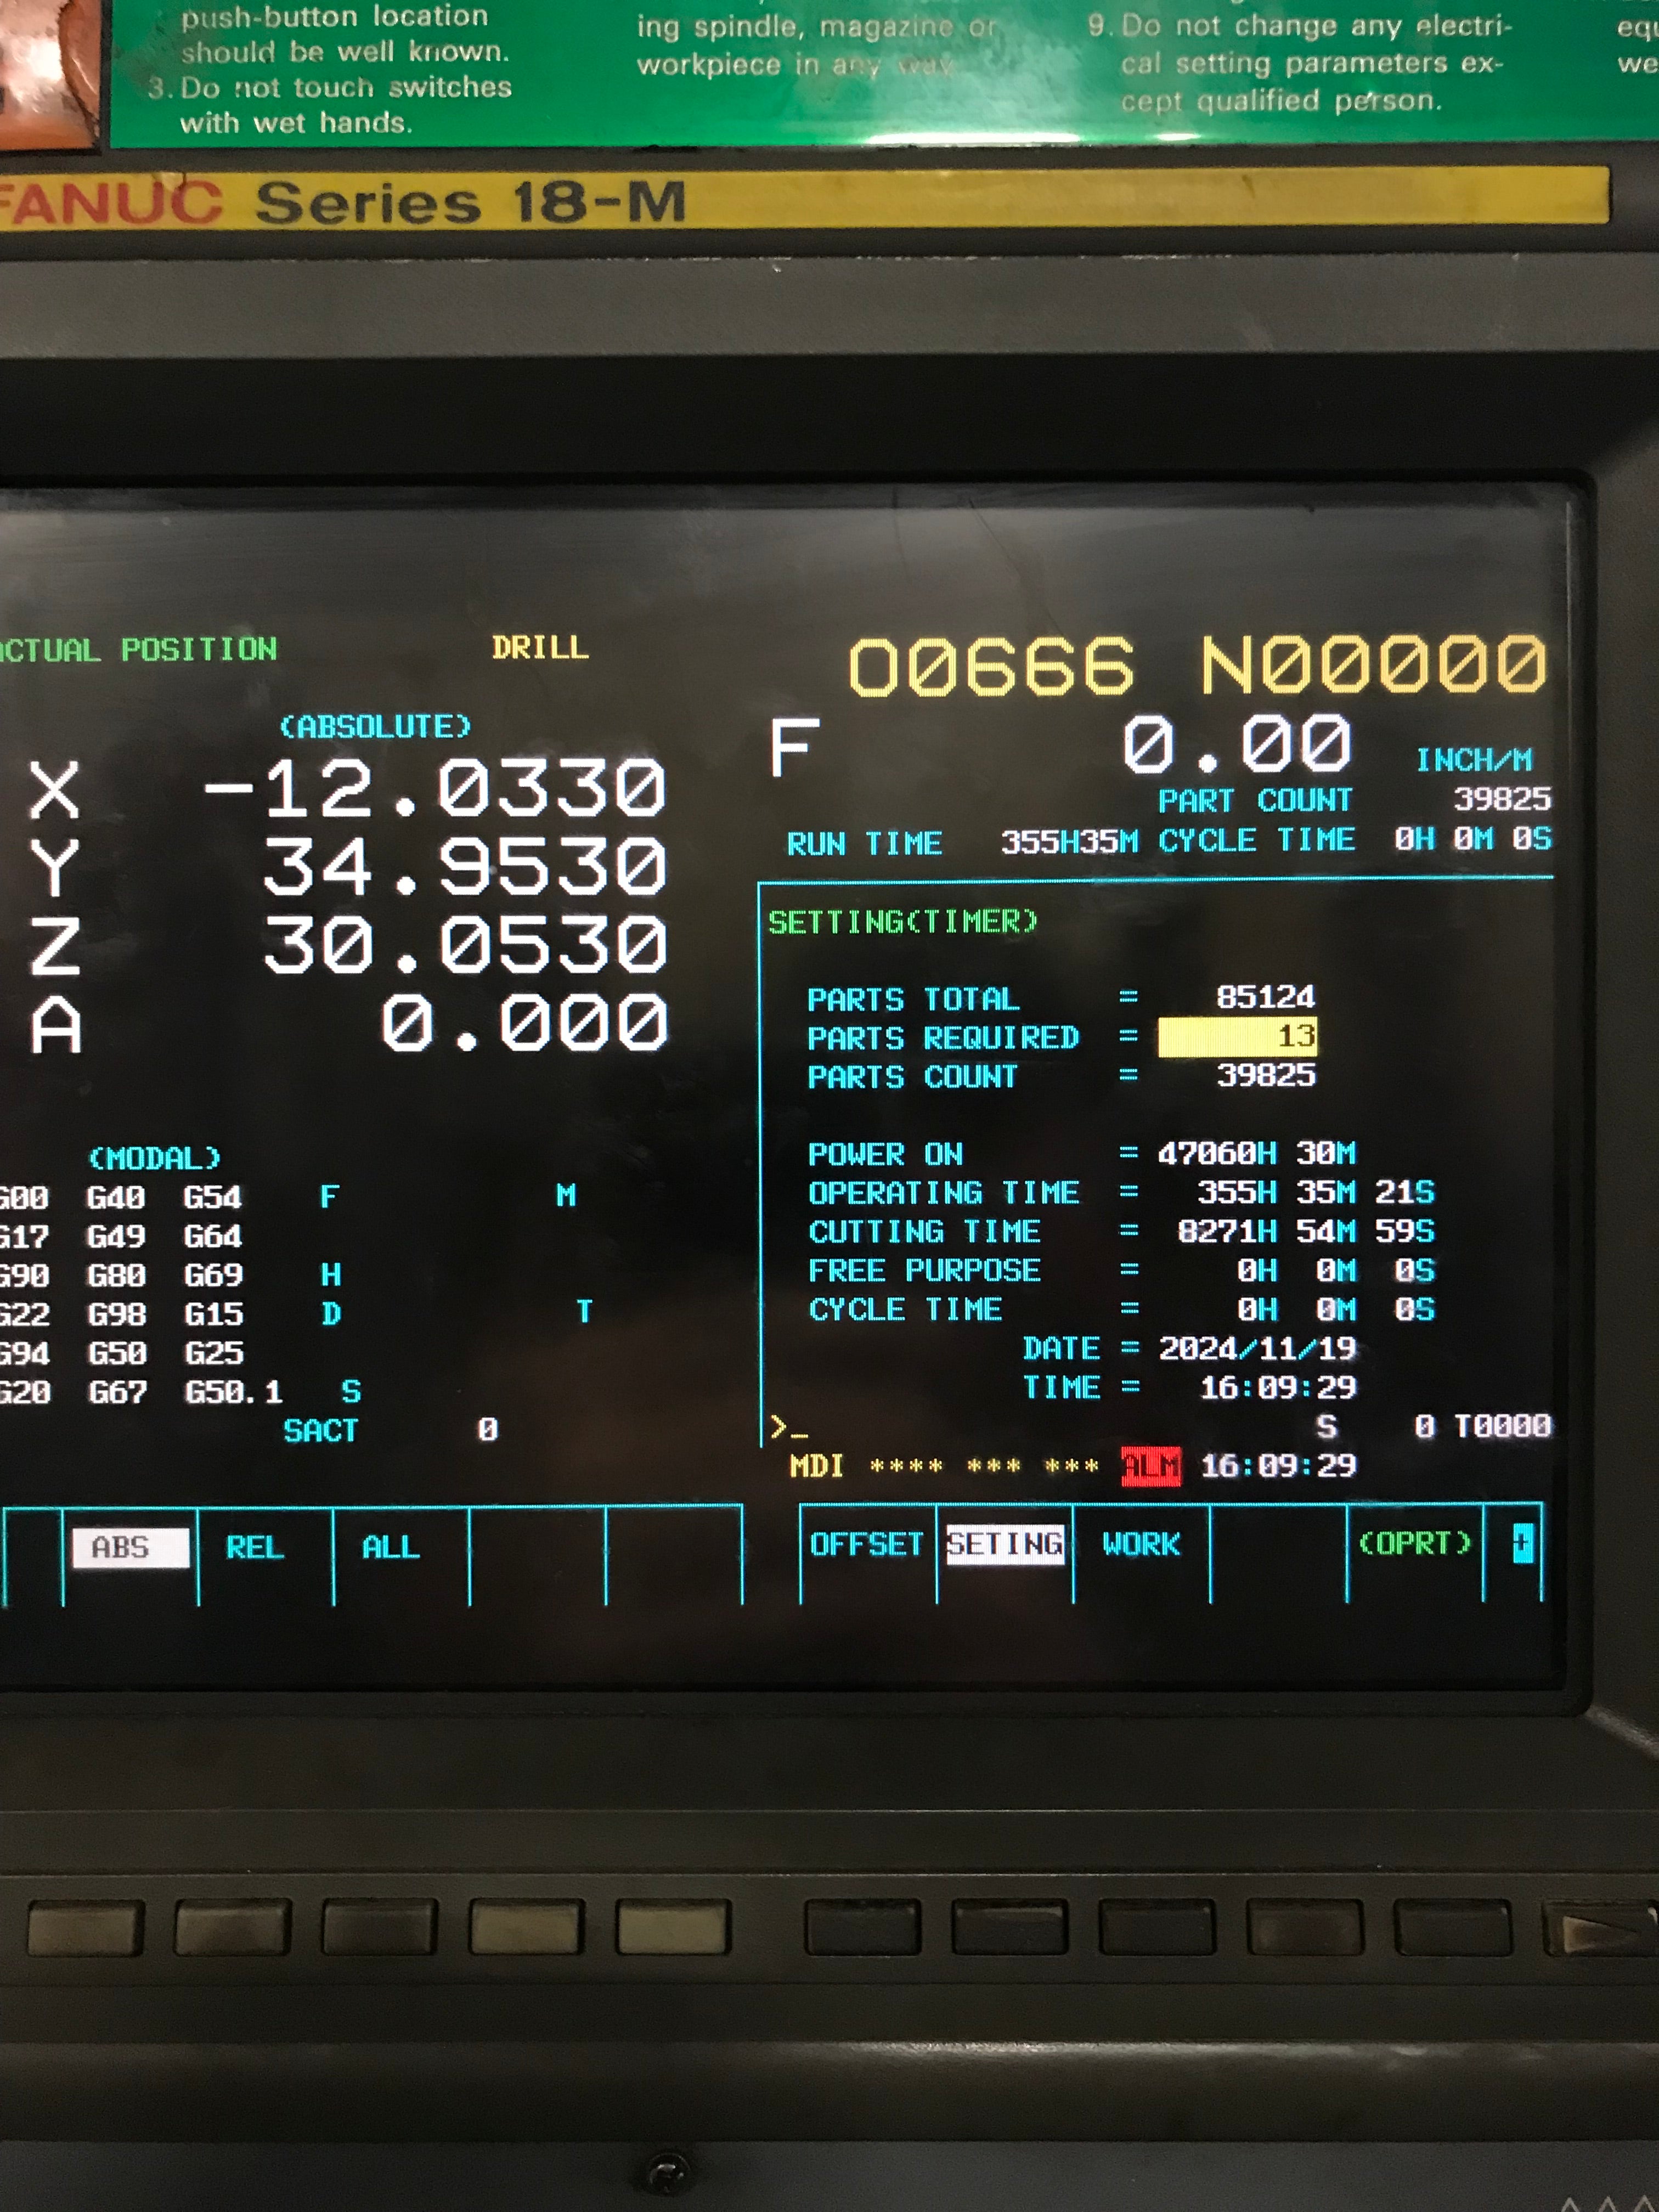 push-button location
should be well known.
3. Do not touch switches
with wet hands.
ing spindle, magazine or
workpiece in any way
9. Do not change any electri-
cal setting parameters ex-
cept qualified person.
equ
we
FANUC Series 18-M
ACTUAL POSITION DRILL O0666 N00000
(ABSOLUTE) F 0.00 INCH/M
X -12.0330 PART COUNT 39825
RUN TIME 355H35M CYCLE TIME 0H 0M 0S
Y 34.9530
Z 30.0530
A 0.000
SETTING(TIMER)
PARTS TOTAL = 85124
PARTS REQUIRED = 13
PARTS COUNT = 39825
POWER ON = 47060H 30M
OPERATING TIME = 355H 35M 21S
CUTTING TIME = 8271H 54M 59S
FREE PURPOSE = 0H 0M 0S
CYCLE TIME = 0H 0M 0S
DATE = 2024/11/19
TIME = 16:09:29
(MODAL)
G00 G40 G54 F M
G17 G49 G64
G90 G80 G69 H
G22 G98 G15 D T
G94 G50 G25
G20 G67 G50.1 S
SACT 0
>_ S 0 T0000
MDI **** *** *** ALM 16:09:29
ABS REL ALL OFFSET SETING WORK (OPRT) +